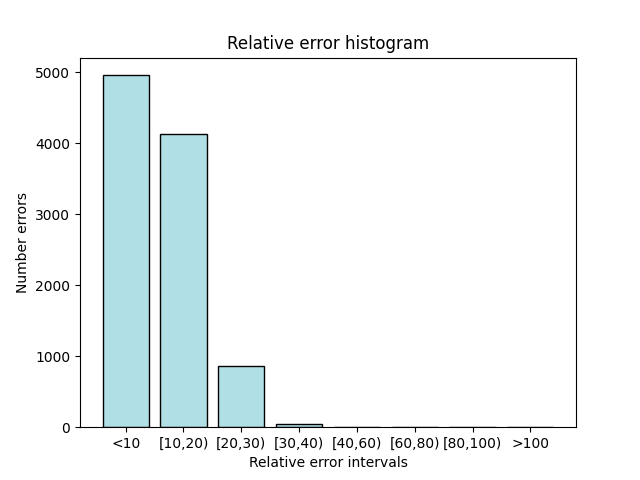 Relative error histogram
Number errors
5000
4000
3000
2000
1000
0
<10 [10,20) [20,30) [30,40) [40,60) [60,80) [80,100) >100
Relative error intervals